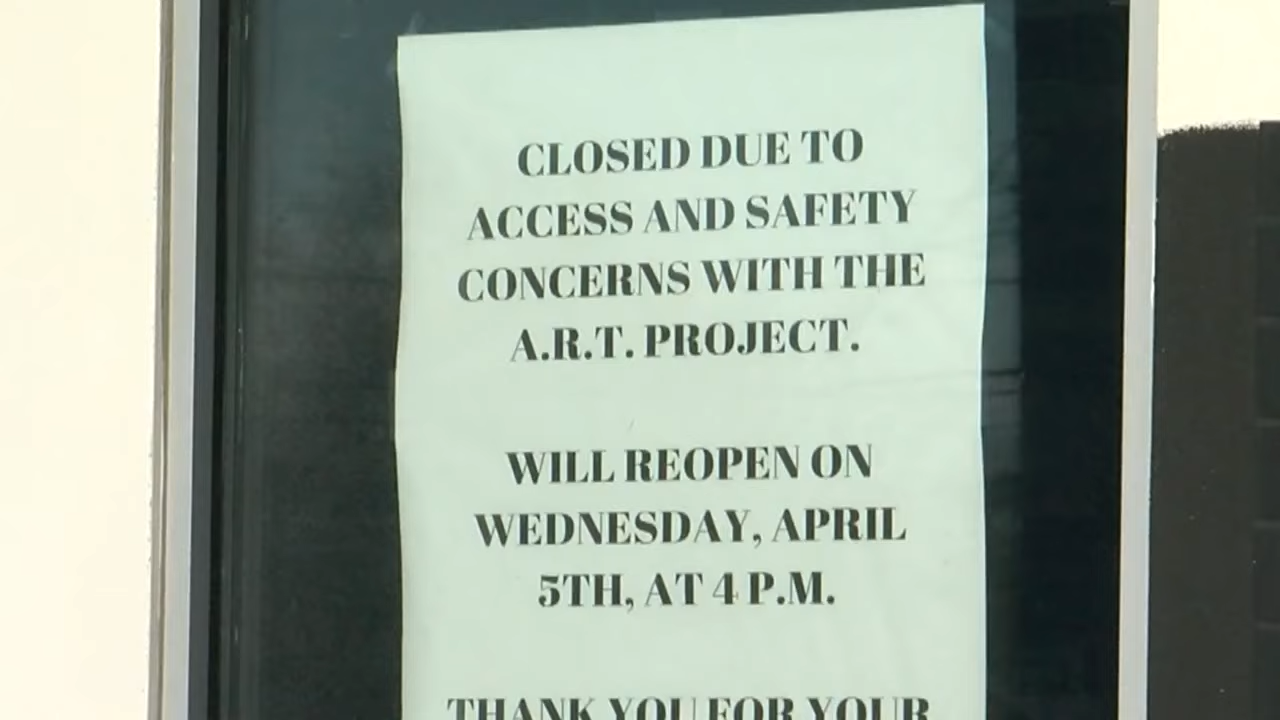 CLOSED DUE TO
ACCESS AND SAFETY
CONCERNS WITH THE
A.R.T. PROJECT.
WILL REOPEN ON
WEDNESDAY, APRIL
5TH, AT 4 P.M.
THANK YOU FOR YOUR